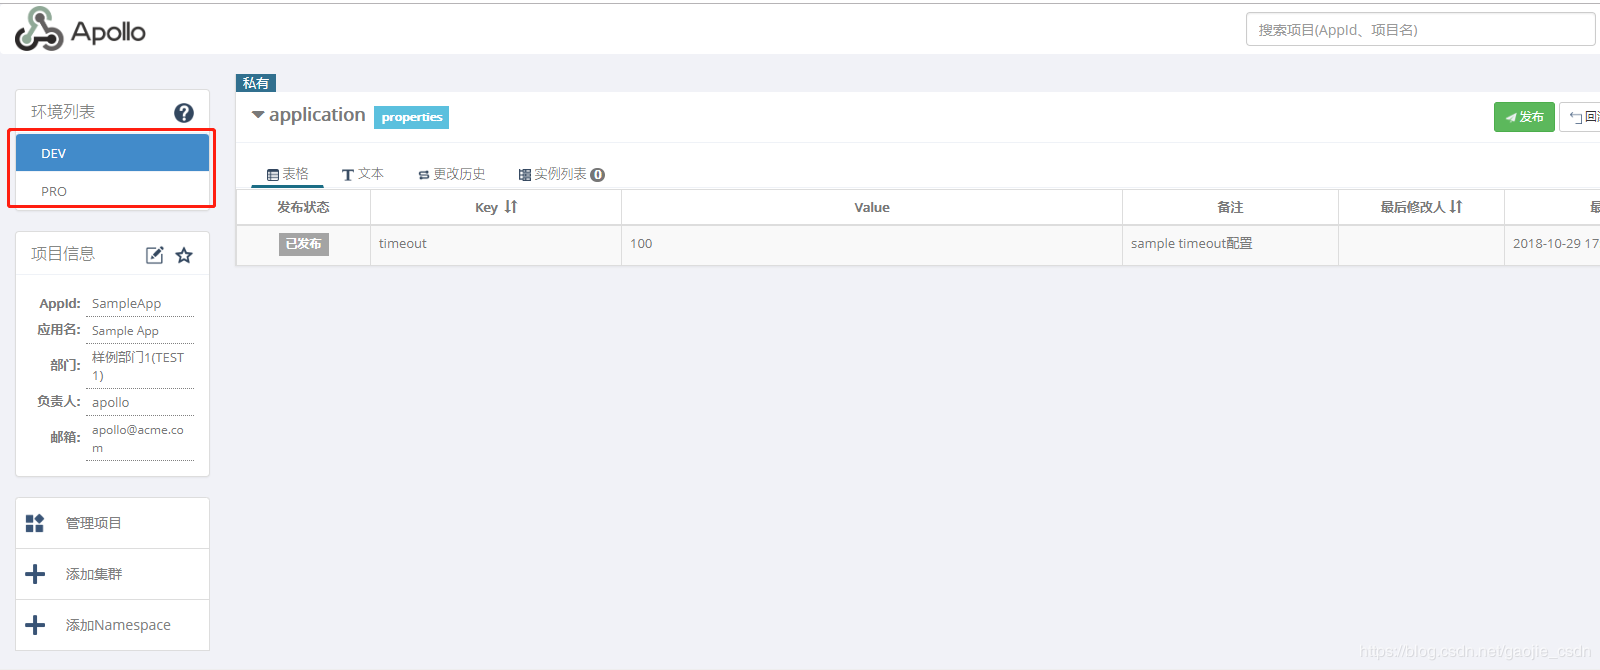 Apollo
搜索项目(AppId、项目名)
环境列表
DEV
PRO
项目信息
AppId: SampleApp
应用名: Sample App
部门: 样例部门1(TEST
1)
负责人: apollo
邮箱: apollo@acme.co
m
管理项目
添加集群
添加Namespace
私有
application properties
发布
表格 文本 更改历史 实例列表 0
发布状态 Key Value 备注 最后修改人 最
已发布 timeout 100 sample timeout配置 2018-10-29 17
https://blog.csdn.net/gaojie_csdn